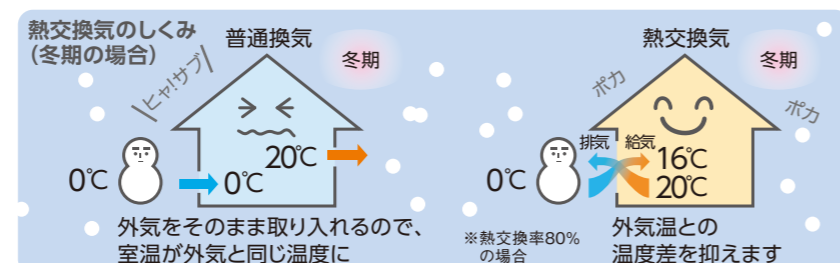 熱交換気のしくみ
(冬期の場合)
普通換気
冬期
ヒャ!サブ
20℃
0℃
0℃
外気をそのまま取り入れるので、
室温が外気と同じ温度に
熱交換気
冬期
ポカ
ポカ
排気 給気
16℃
0℃
20℃
※熱交換率80%
の場合
外気温との
温度差を抑えます